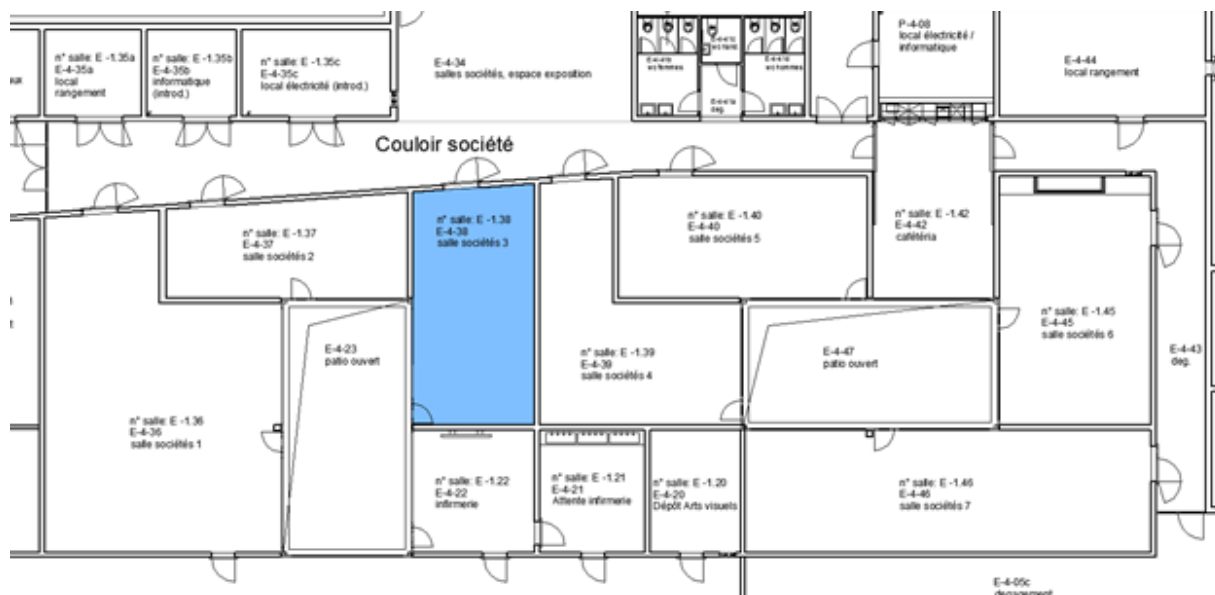 n° salle: E -1.35a
E-4-35a
local
rangement
n° salle: E -1.35b
E-4-35b
informatique
(introd.)
n° salle: E -1.35c
E-4-35c
local électricité (introd.)
E-4-34
salles sociétés, espace exposition
E-4-41a
deg.
P-4-08
local électricité /
informatique
E-4-44
local rangement
Couloir société
n° salle: E -1.37
E-4-37
salle sociétés 2
n° salle: E -1.38
E-4-38
salle sociétés 3
n° salle: E -1.40
E-4-40
salle sociétés 5
n° salle: E -1.42
E-4-42
cafétéria
E-4-23
patio ouvert
n° salle: E -1.39
E-4-39
salle sociétés 4
E-4-47
patio ouvert
n° salle: E -1.45
E-4-45
salle sociétés 6
E-4-43
deg.
n° salle: E -1.36
E-4-36
salle sociétés 1
n° salle: E -1.22
E-4-22
infirmerie
n° salle: E -1.21
E-4-21
Attente infirmerie
n° salle: E -1.20
E-4-20
Dépôt Arts visuels
n° salle: E -1.46
E-4-46
salle sociétés 7
E-4-05c
degagement